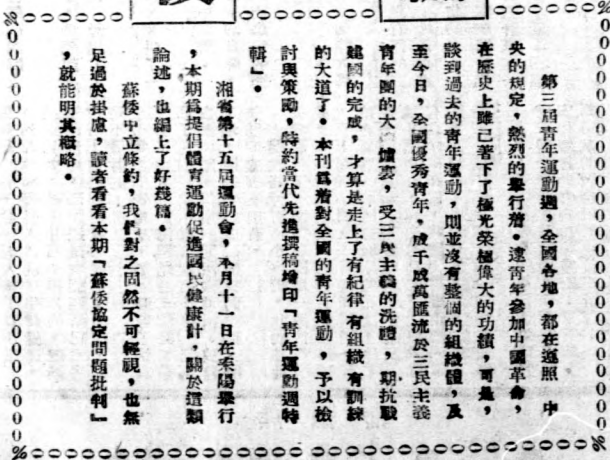 第三屆青年運動週，全國各地，都在遵照 中
央的規定，熱烈的舉行着。遠青年參加中國革命，
在歷史上雖已著下了極光榮極偉大的功績，可是，
談到過去的青年運動，則並沒有整個的組織體，及
至今日，全國優秀青年，成千成萬匯流於三民主義
青年團的大 爐裏，受三民主義的洗禮，期抗戰
建國的完成，才算是走上了有紀律 有組織 有訓練
的大道了。本刊爲着對全國的青年運動，予以檢
討與策勵，特約當代先進撰稿增印「青年運動週特
輯」。
湘省第十五屆運動會，本月十一日在耒陽舉行
，本期爲提倡體育運動促進國民健康計，關於這類
論述，也編上了好幾篇。
蘇倭中立條約，我們對之固然不可輕視，也無
足過於掛慮，讀者看看本期「蘇倭協定問題批判」
，就能明其概略。